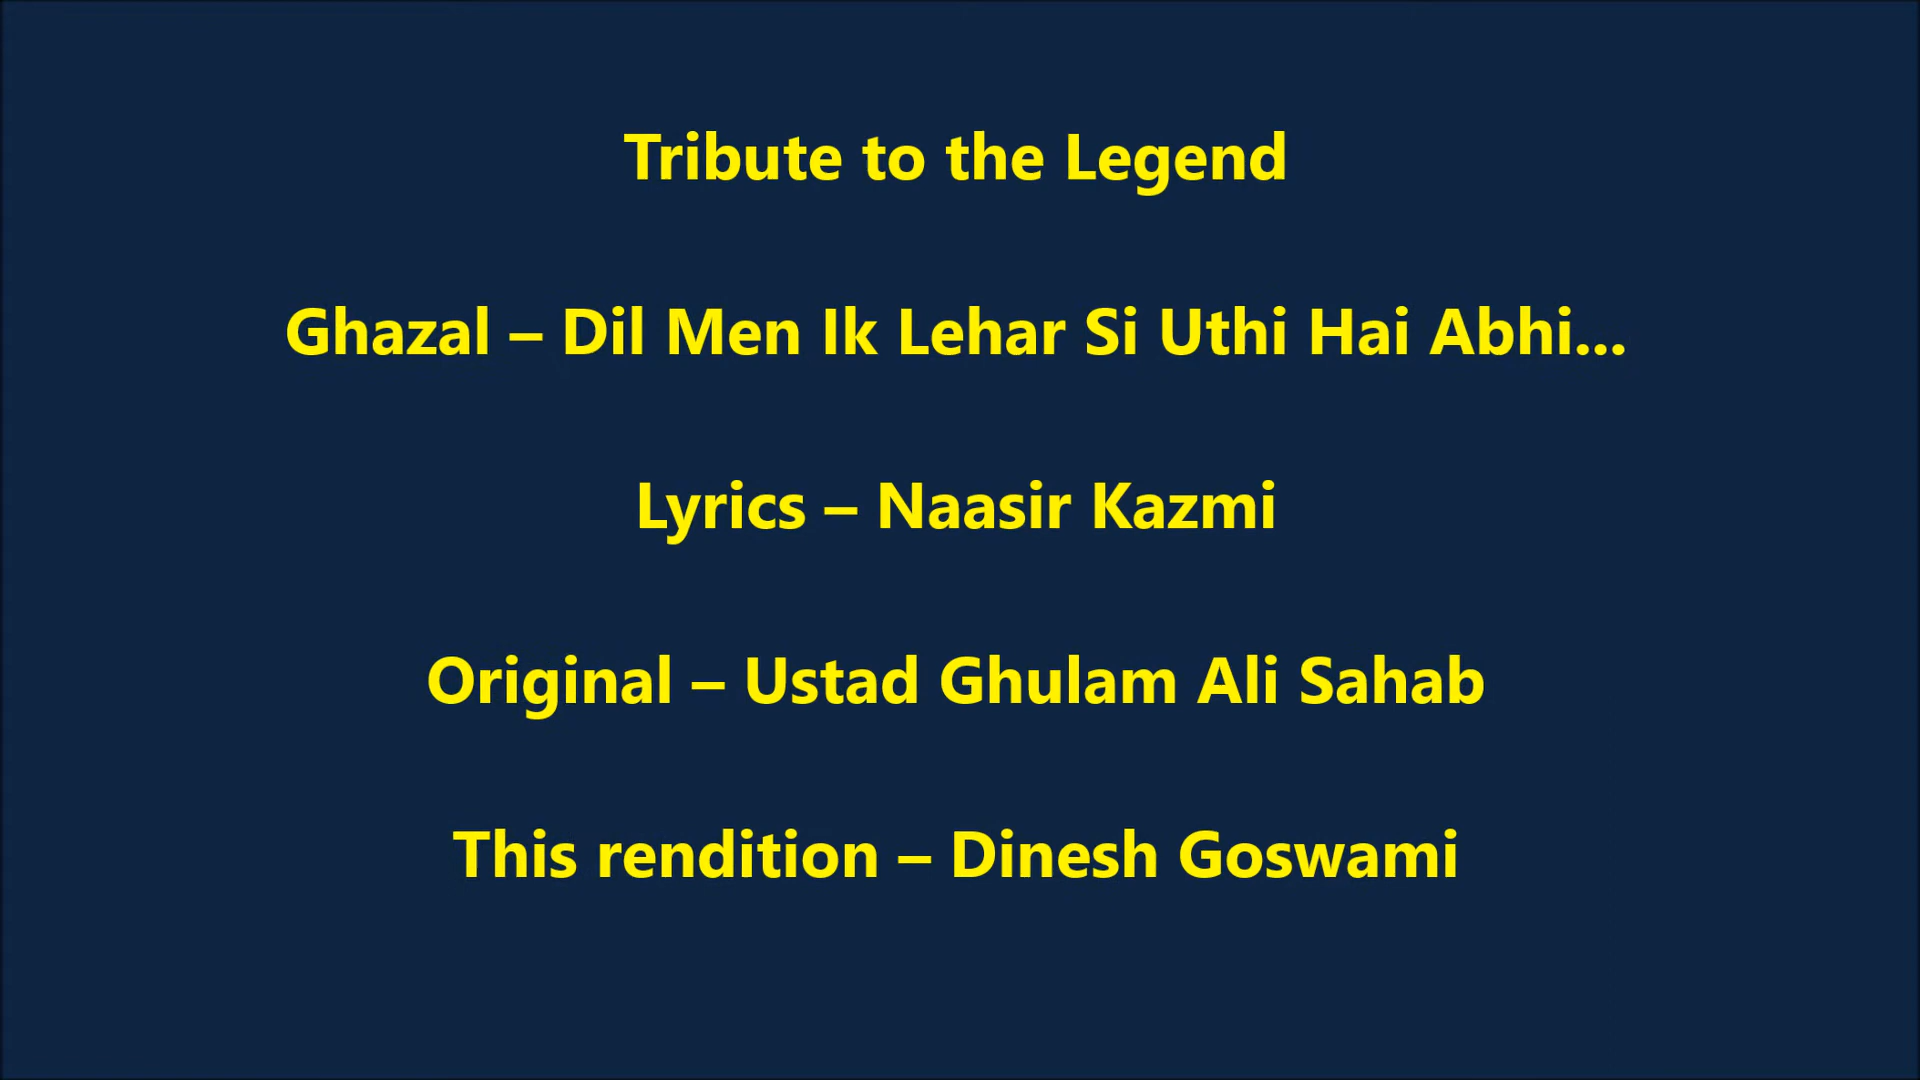 Tribute to the Legend
Ghazal – Dil Men Ik Lehar Si Uthi Hai Abhi...
Lyrics – Naasir Kazmi
Original – Ustad Ghulam Ali Sahab
This rendition – Dinesh Goswami